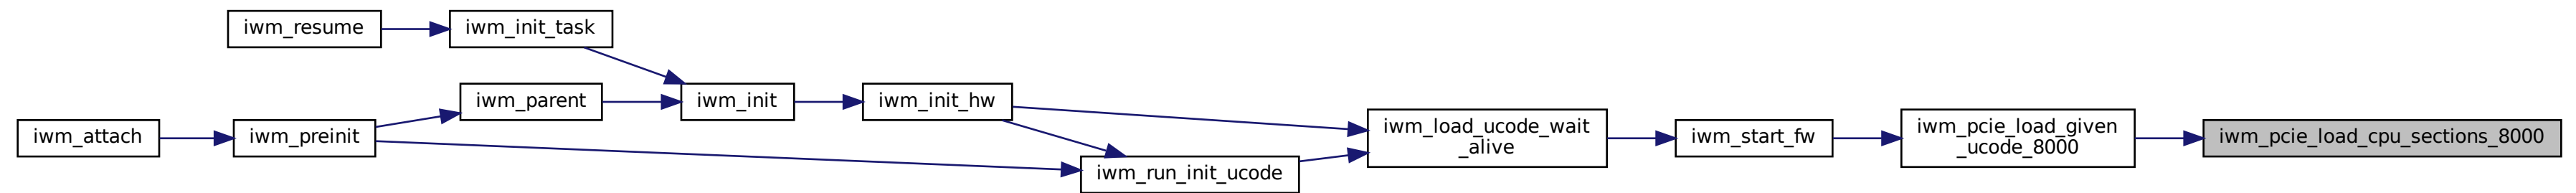 iwm_resume
iwm_init_task
iwm_parent
iwm_init
iwm_init_hw
iwm_attach
iwm_preinit
iwm_load_ucode_wait
_alive
iwm_start_fw
iwm_pcie_load_given
_ucode_8000
iwm_pcie_load_cpu_sections_8000
iwm_run_init_ucode